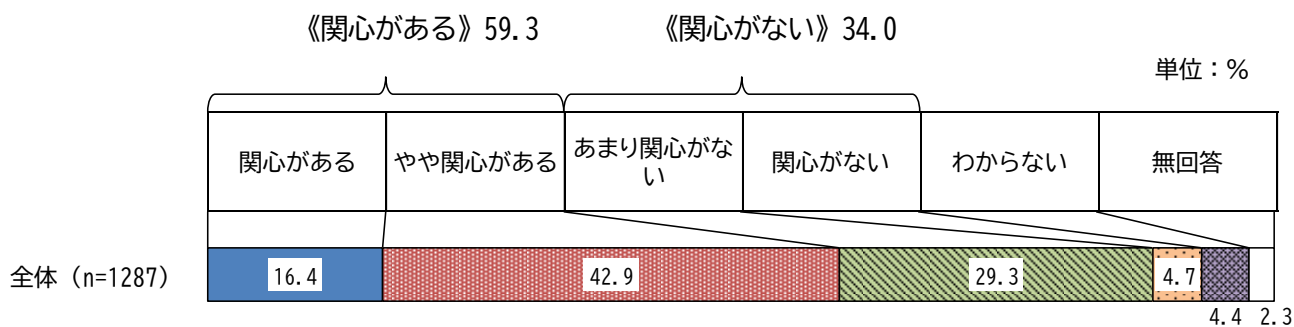 《関心がある》59.3
《関心がない》34.0
単位：％
関心がある
やや関心がある
あまり関心がな
い
関心がない
わからない
無回答
全体（n=1287）
16.4
42.9
29.3
4.7
4.4
2.3